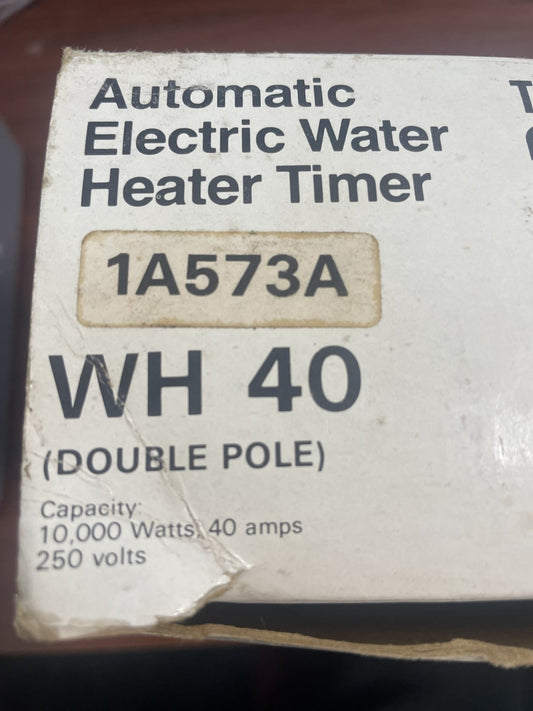 Automatic
Electric Water
Heater Timer
1A573A
WH 40
(DOUBLE POLE)
Capacity:
10,000 Watts, 40 amps
250 volts